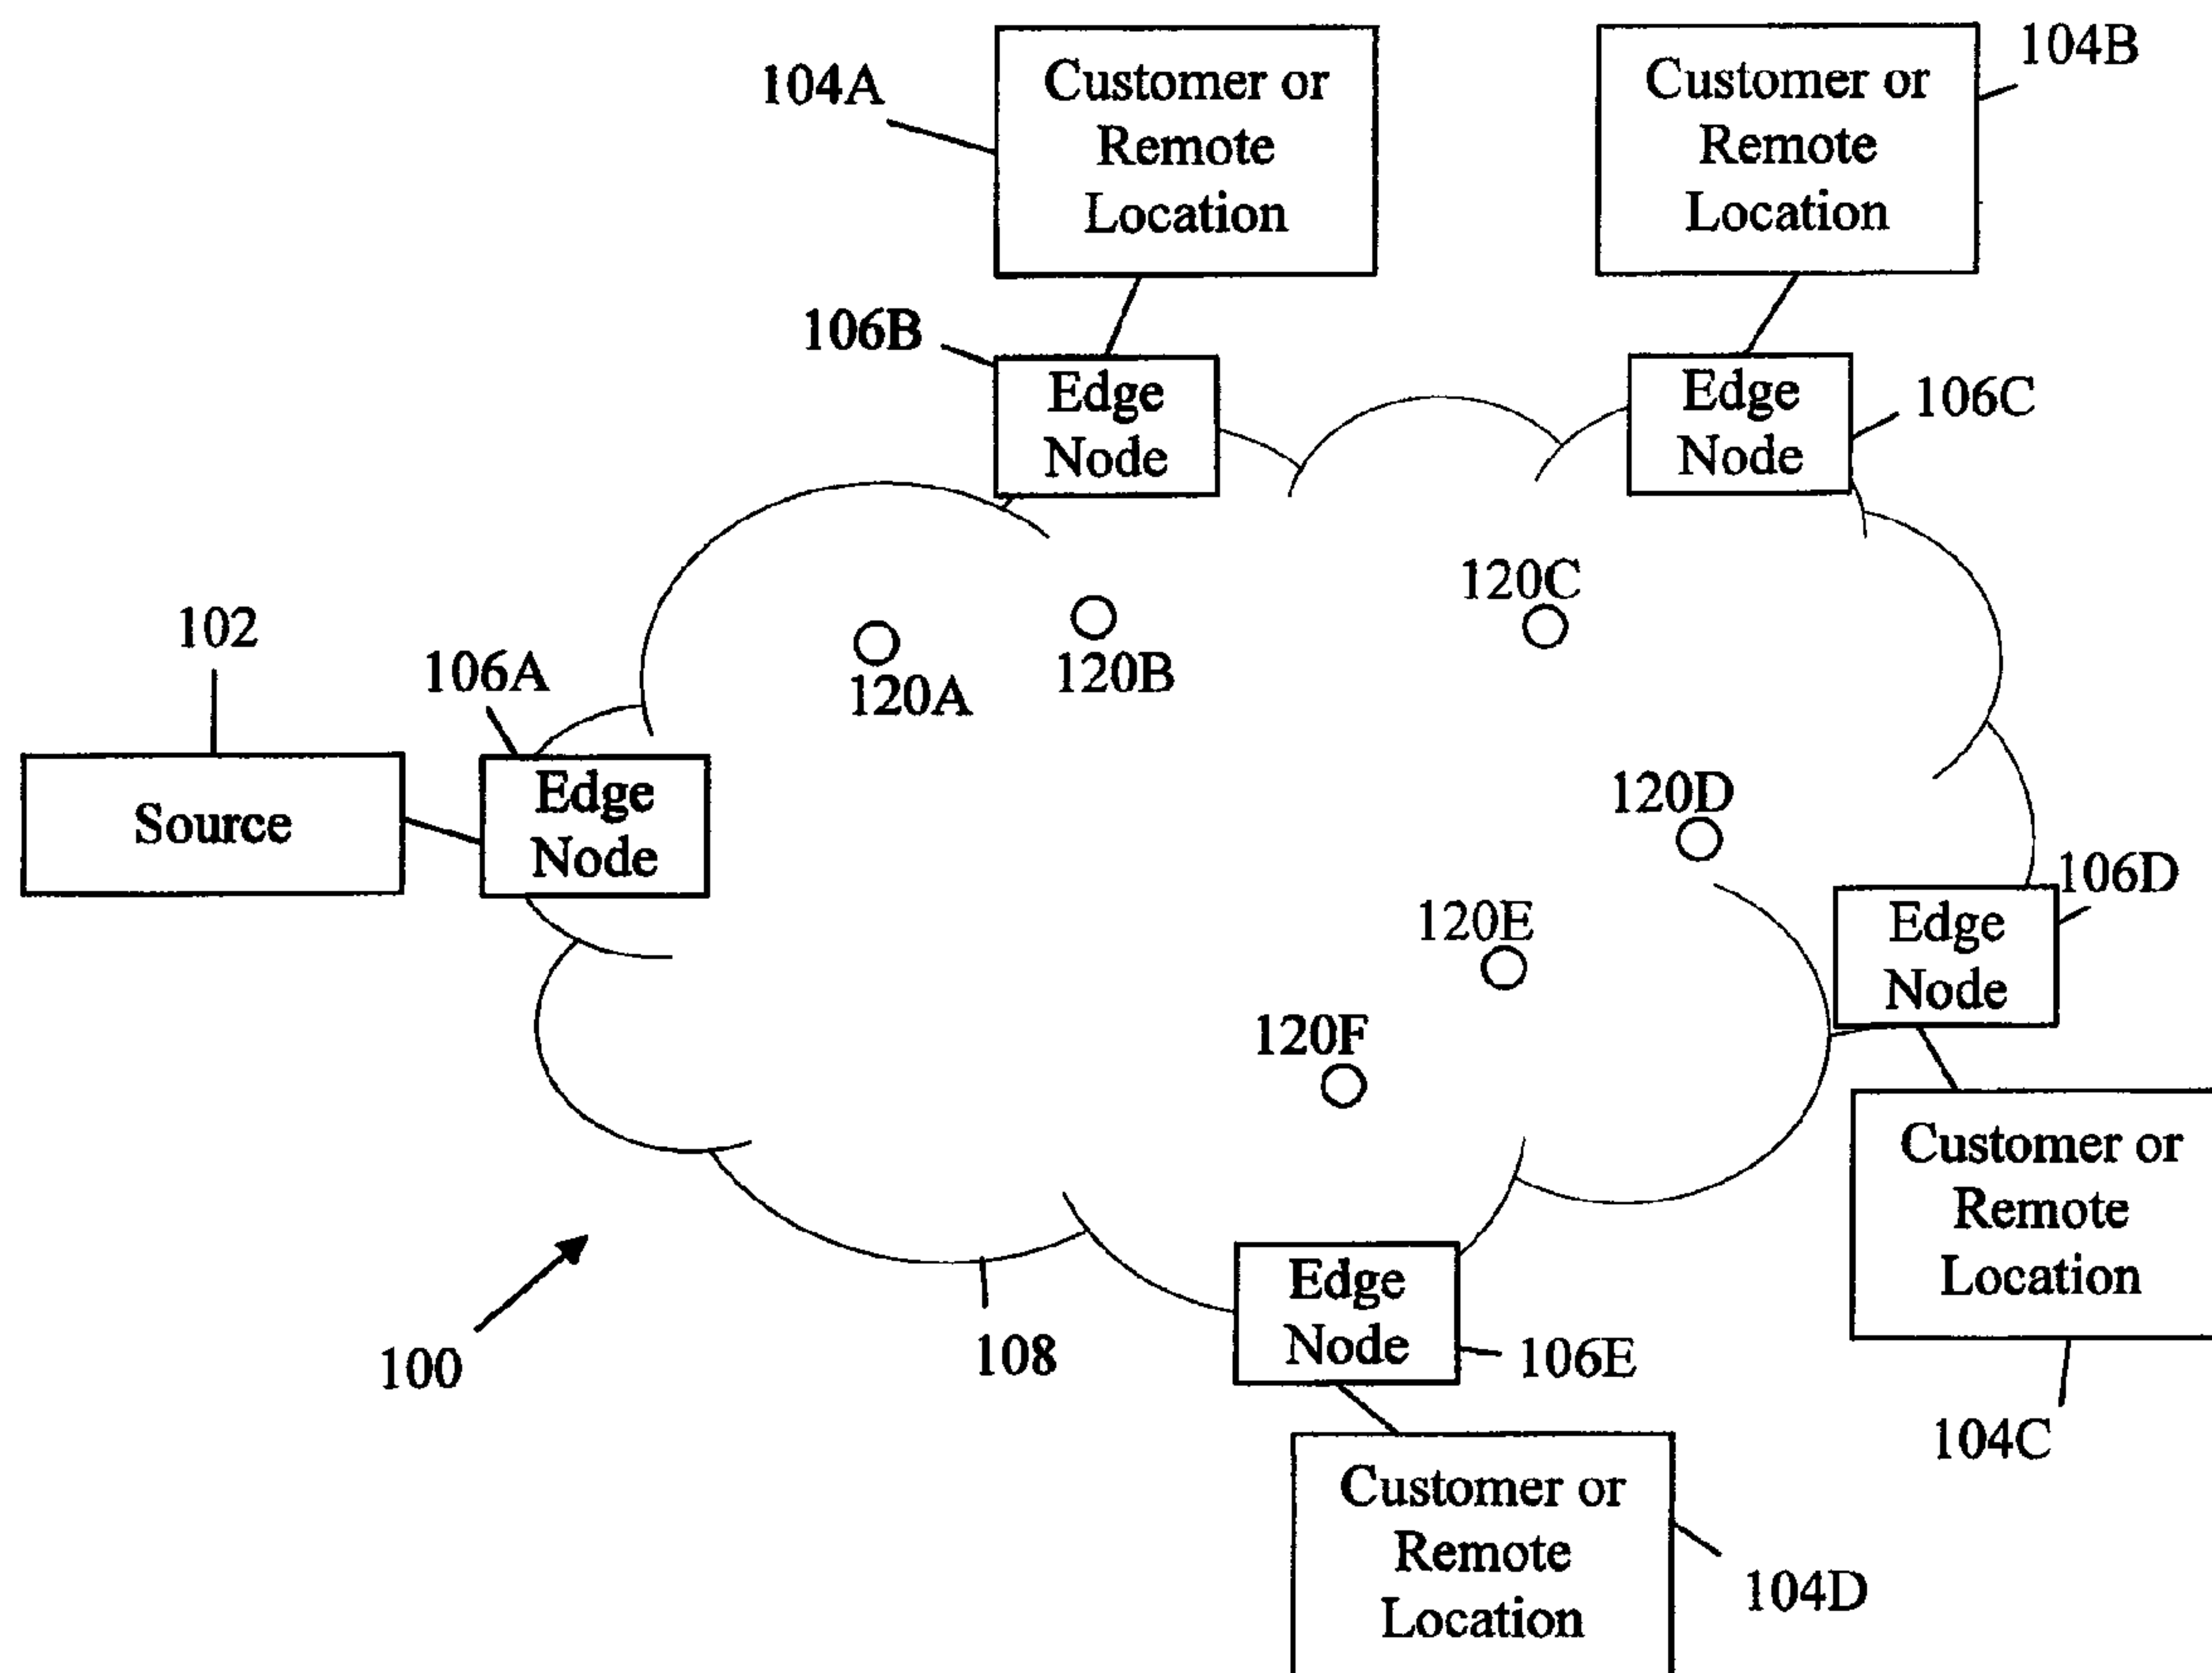 104A
Customer or
Remote
Location
Customer or
Remote
Location
104B
106B
Edge
Node
Edge
Node
106C
102
106A
120A
120B
120C
Source
Edge
Node
120D
106D
Edge
Node
120E
120F
Customer or
Remote
Location
100
108
Edge
Node
106E
104C
Customer or
Remote
Location
104D